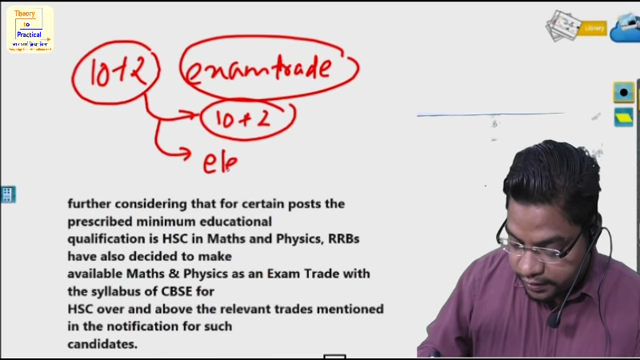 Theory
to
Practical
Library
10+2 examtrade
10+2
ele
further considering that for certain posts the
prescribed minimum educational
qualification is HSC in Maths and Physics, RRBs
have also decided to make
available Maths & Physics as an Exam Trade with
the syllabus of CBSE for
HSC over and above the relevant trades mentioned
in the notification for such
candidates.